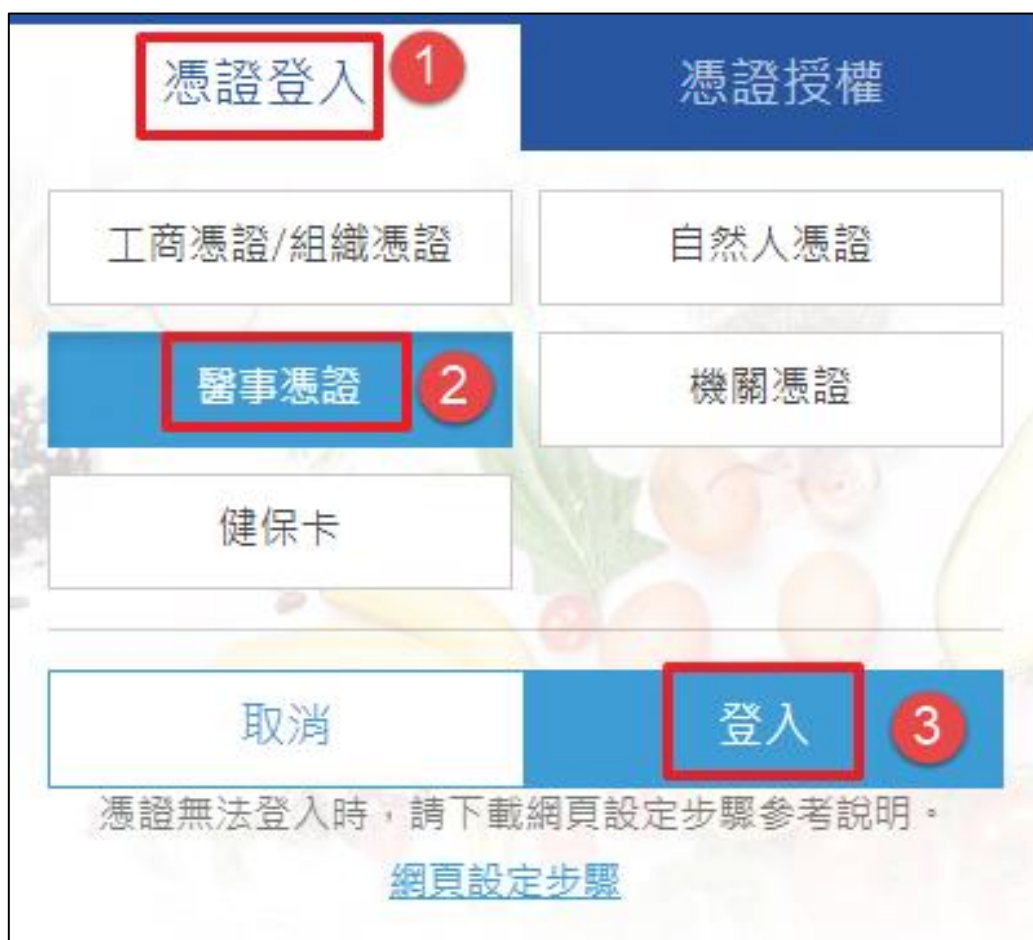 憑證登入 1 憑證授權
工商憑證/組織憑證 自然人憑證
醫事憑證 2 機關憑證
健保卡
取消 登入 3
憑證無法登入時，請下載網頁設定步驟參考說明。
網頁設定步驟